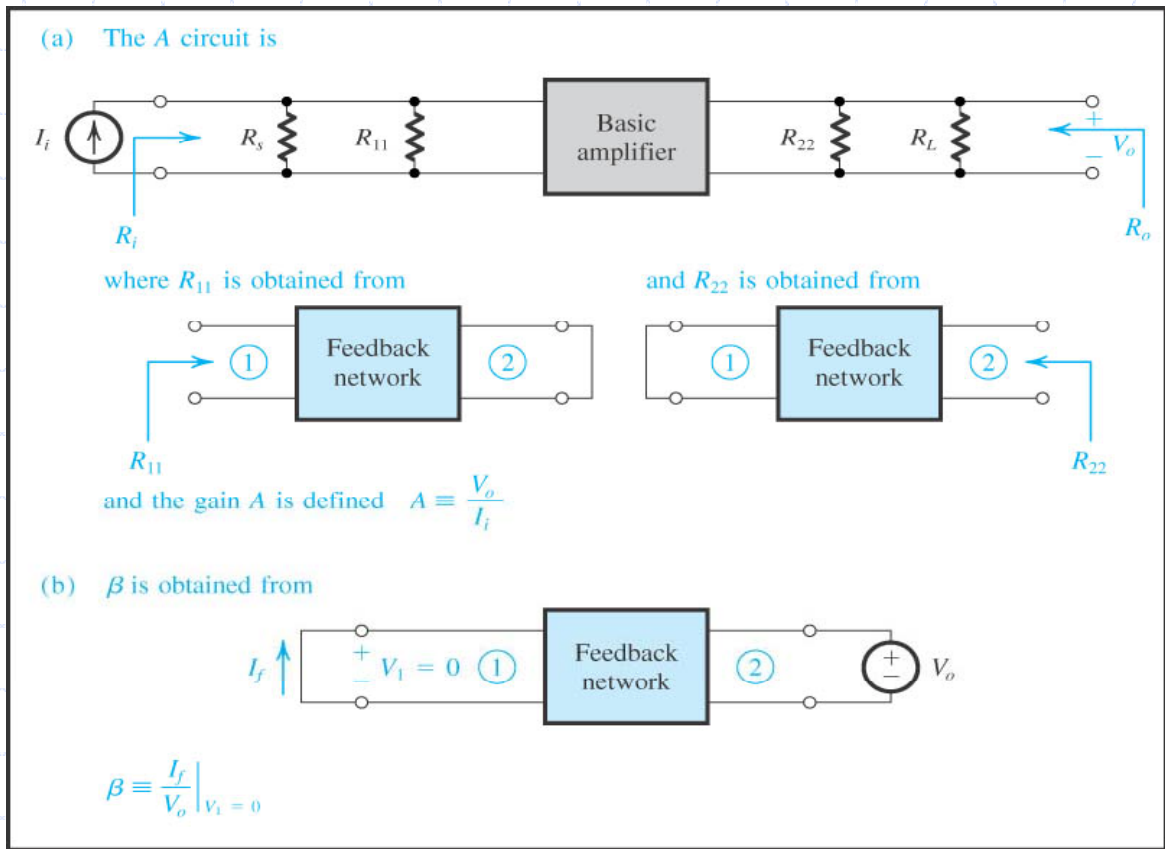 (a) The A circuit is
I_i
R_s
R_11
Basic
amplifier
R_22
R_L
+
V_o
–
R_i
R_o
where R_11 is obtained from
and R_22 is obtained from
1
Feedback
network
2
1
Feedback
network
2
R_11
R_22
and the gain A is defined A ≡ V_o / I_i
(b) β is obtained from
I_f
+
V_1 = 0
–
1
Feedback
network
2
+
–
V_o
β ≡ I_f / V_o |_{V_1 = 0}